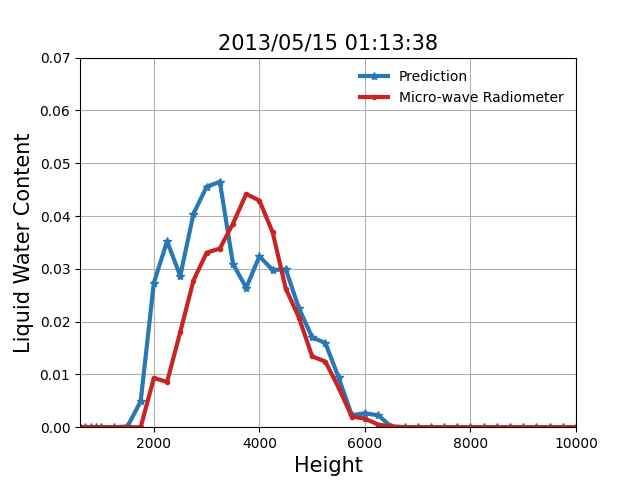 2013/05/15 01:13:38
0.07
0.06
0.05
0.04
0.03
0.02
0.01
0.00
Liquid Water Content
Prediction
Micro-wave Radiometer
2000 4000 6000 8000 10000
Height